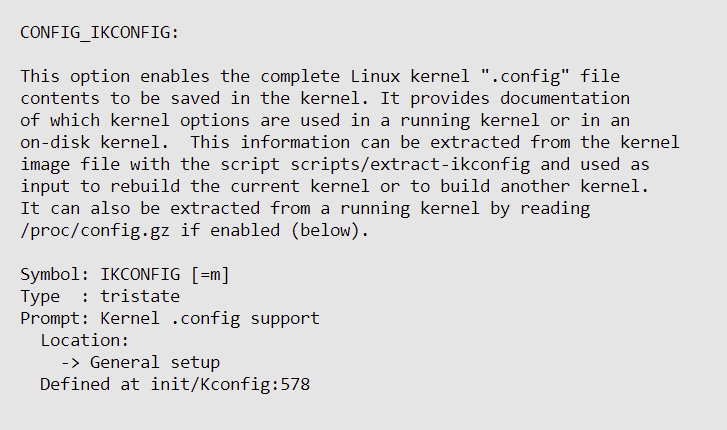 CONFIG_IKCONFIG:

This option enables the complete Linux kernel ".config" file
contents to be saved in the kernel. It provides documentation
of which kernel options are used in a running kernel or in an
on-disk kernel.  This information can be extracted from the kernel
image file with the script scripts/extract-ikconfig and used as
input to rebuild the current kernel or to build another kernel.
It can also be extracted from a running kernel by reading
/proc/config.gz if enabled (below).

Symbol: IKCONFIG [=m]
Type  : tristate
Prompt: Kernel .config support
  Location:
    -> General setup
  Defined at init/Kconfig:578